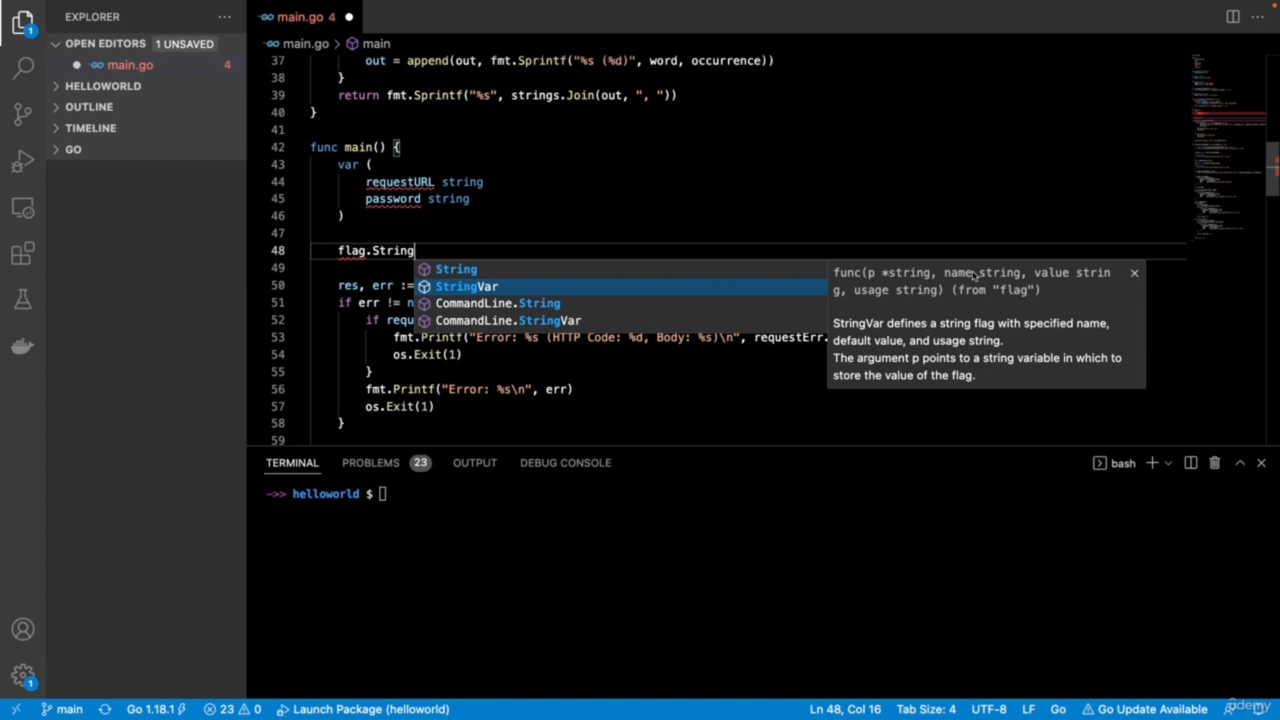 EXPLORER
OPEN EDITORS 1 UNSAVED
main.go 4
HELLOWORLD
OUTLINE
TIMELINE
GO
1
1
main.go 4
main.go > main
37 out = append(out, fmt.Sprintf("%s (%d)", word, occurrence))
38 }
39 return fmt.Sprintf("%s", strings.Join(out, ", "))
40 }
41
42 func main() {
43 var (
44 requestURL string
45 password string
46 )
47
48 flag.String
49
50 res, err :=
51 if err != n
52 if requ
53 fmt.Printf("Error: %s (HTTP Code: %d, Body: %s)\n", requestErr.
54 os.Exit(1)
55 }
56 fmt.Printf("Error: %s\n", err)
57 os.Exit(1)
58 }
59
String
StringVar
CommandLine.String
CommandLine.StringVar
func(p *string, name string, value strin
g, usage string) (from "flag")
StringVar defines a string flag with specified name,
default value, and usage string.
The argument p points to a string variable in which to
store the value of the flag.
TERMINAL PROBLEMS 23 OUTPUT DEBUG CONSOLE
bash
->> helloworld $
main Go 1.18.1 23 0 Launch Package (helloworld)
Ln 48, Col 16 Tab Size: 4 UTF-8 LF Go Go Update Available
ûdemy